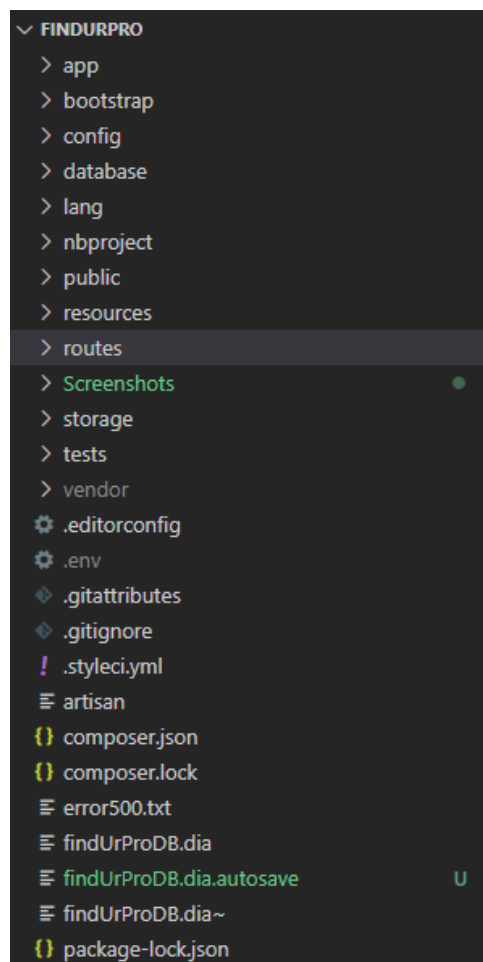 FINDURPRO
app
bootstrap
config
database
lang
nbproject
public
resources
routes
Screenshots
storage
tests
vendor
.editorconfig
.env
.gitattributes
.gitignore
! .styleci.yml
artisan
{} composer.json
{} composer.lock
error500.txt
findUrProDB.dia
findUrProDB.dia.autosave U
findUrProDB.dia~
{} package-lock.json